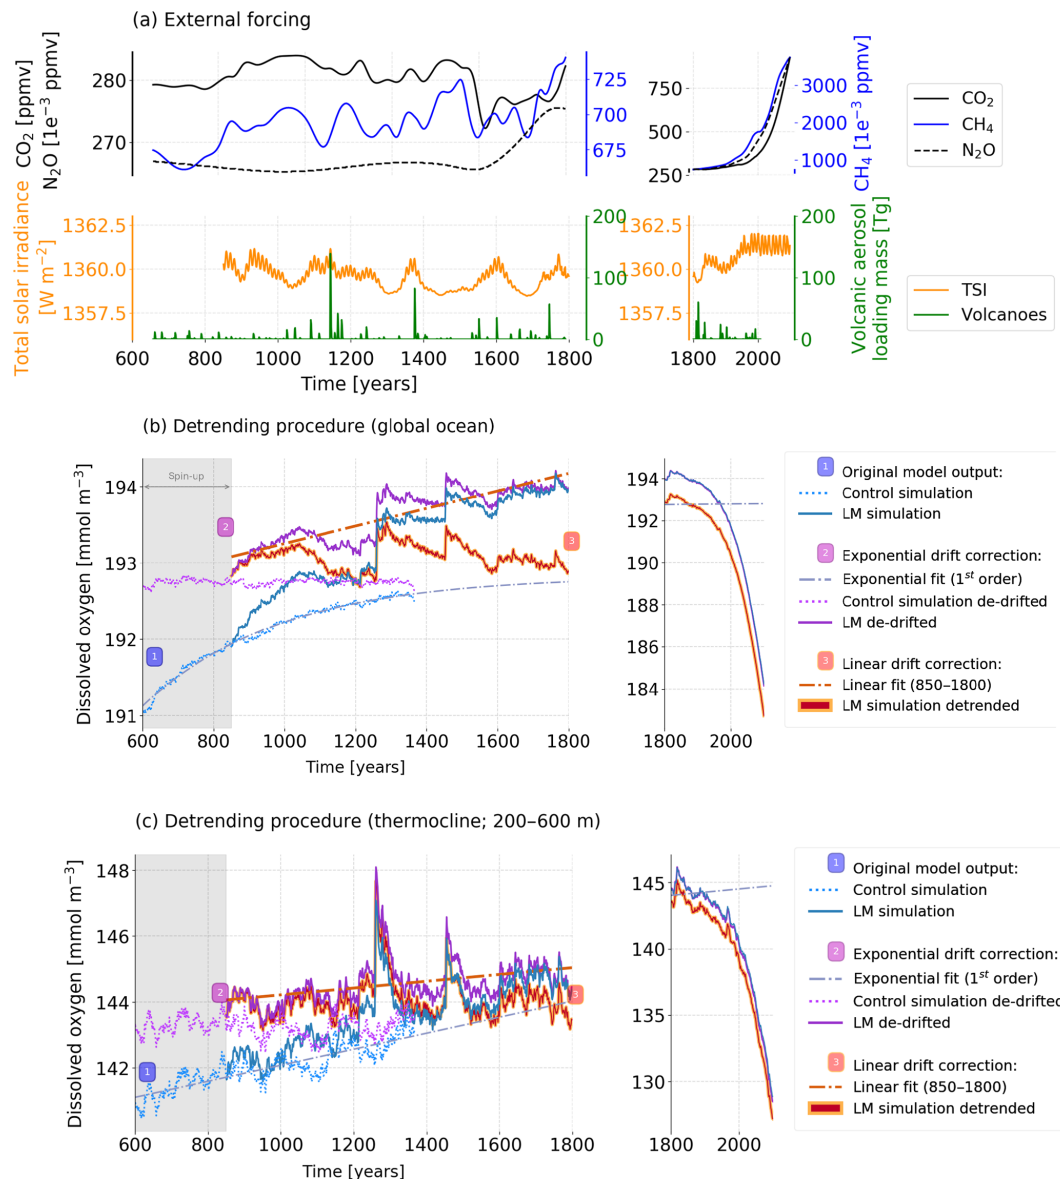 (a) External forcing
CO2 [ppmv]
N2O [1e−3 ppmv]
280
270
725
700
675
750
500
250
3000
2000
1000
CH4 [1e−3 ppmv]
CO2
CH4
N2O
Total solar irradiance
[W m−2]
1362.5
1360.0
1357.5
200
100
0
1362.5
1360.0
1357.5
200
100
0
Volcanic aerosol
loading mass [Tg]
TSI
Volcanoes
600 800 1000 1200 1400 1600 1800
1800 2000
Time [years]
(b) Detrending procedure (global ocean)
Dissolved oxygen [mmol m−3]
194
193
192
191
Spin-up
1
2
3
600 800 1000 1200 1400 1600 1800
Time [years]
194
192
190
188
186
184
1800 2000
1 Original model output:
Control simulation
LM simulation
2 Exponential drift correction:
Exponential fit (1st order)
Control simulation de-drifted
LM de-drifted
3 Linear drift correction:
Linear fit (850–1800)
LM simulation detrended
(c) Detrending procedure (thermocline; 200–600 m)
Dissolved oxygen [mmol m−3]
148
146
144
142
1
2
3
600 800 1000 1200 1400 1600 1800
Time [years]
145
140
135
130
1800 2000
1 Original model output:
Control simulation
LM simulation
2 Exponential drift correction:
Exponential fit (1st order)
Control simulation de-drifted
LM de-drifted
3 Linear drift correction:
Linear fit (850–1800)
LM simulation detrended